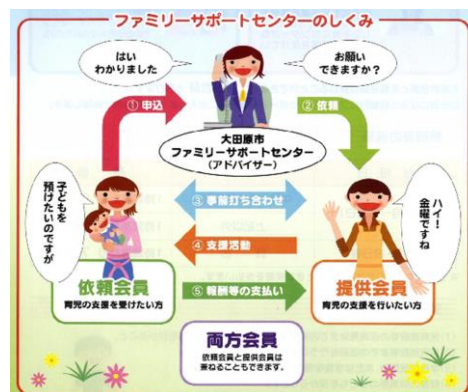 ファミリーサポートセンターのしくみ
はい
わかりました
お願い
できますか？
①申込
②依頼
大田原市
ファミリーサポートセンター
（アドバイザー）
子どもを
預けたいのですが
③事前打ち合わせ
ハイ！
金曜ですね
④支援活動
依頼会員
育児の支援を受けたい方
⑤報酬等の支払い
提供会員
育児の支援を行いたい方
両方会員
依頼会員と提供会員は
兼ねることもできます。